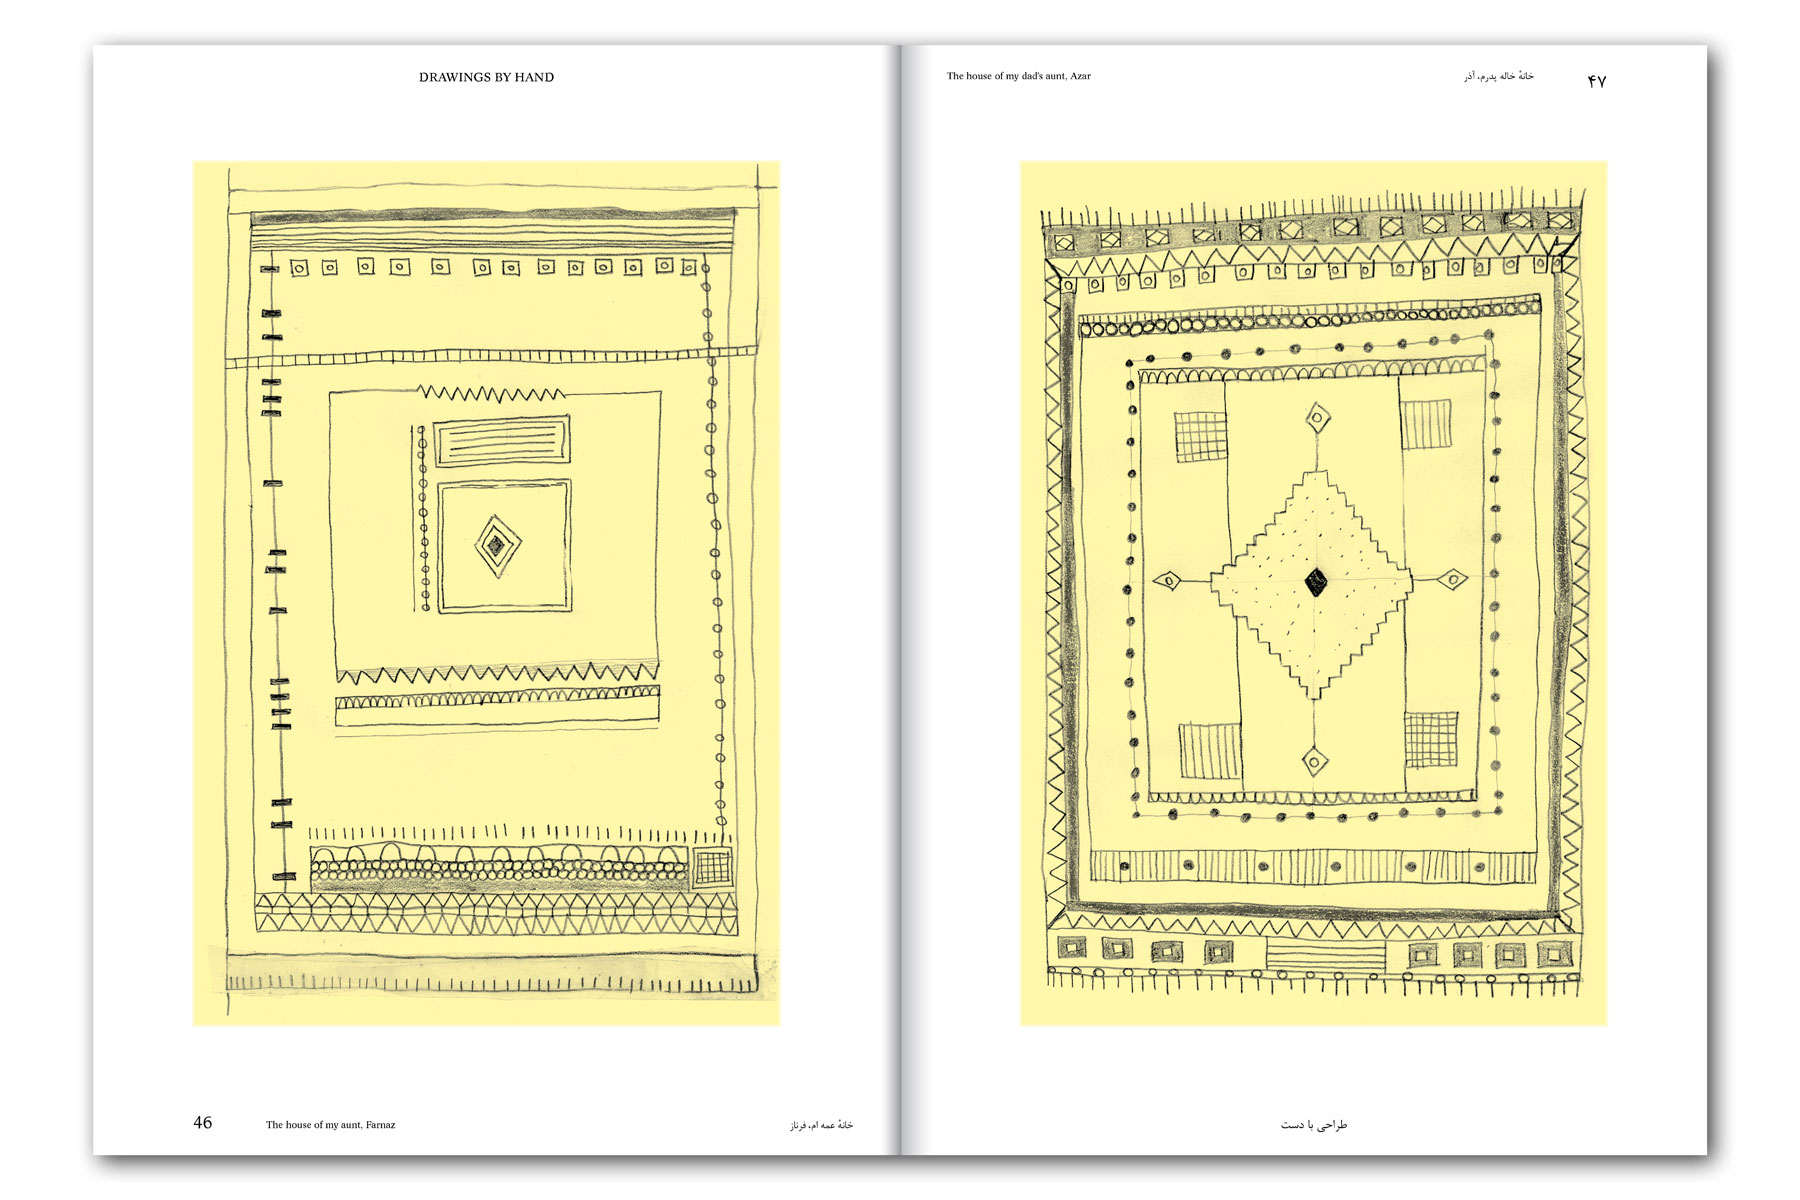 DRAWINGS BY HAND
46
The house of my aunt, Farnaz
خانهٔ عمه ام، فرناز
The house of my dad's aunt, Azar
خانهٔ خاله پدرم، آذر
۴۷
طراحی با دست